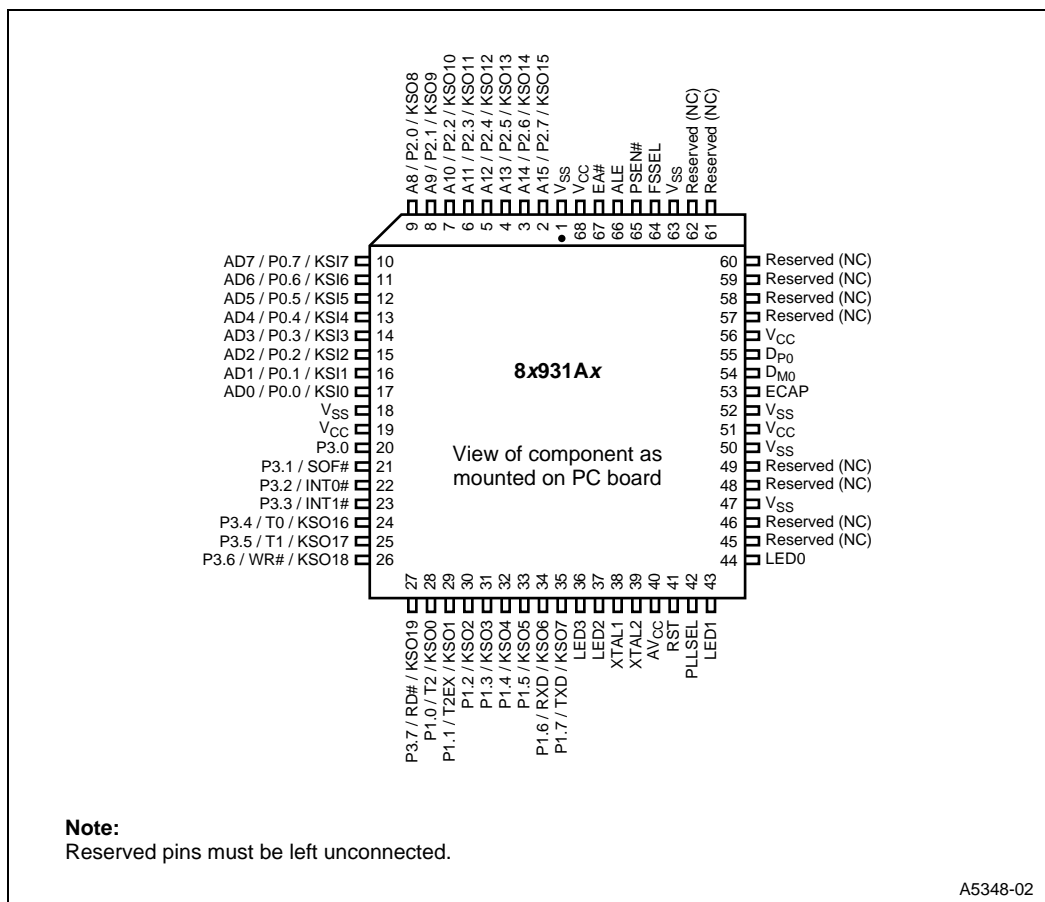 A8 / P2.0 / KSO8
A9 / P2.1 / KSO9
A10 / P2.2 / KSO10
A11 / P2.3 / KSO11
A12 / P2.4 / KSO12
A13 / P2.5 / KSO13
A14 / P2.6 / KSO14
A15 / P2.7 / KSO15
VSS
VCC
EA#
ALE
PSEN#
FSSEL
VSS
Reserved (NC)
Reserved (NC)
9 8 7 6 5 4 3 2 1 68 67 66 65 64 63 62 61
AD7 / P0.7 / KSI7 10
AD6 / P0.6 / KSI6 11
AD5 / P0.5 / KSI5 12
AD4 / P0.4 / KSI4 13
AD3 / P0.3 / KSI3 14
AD2 / P0.2 / KSI2 15
AD1 / P0.1 / KSI1 16
AD0 / P0.0 / KSI0 17
VSS 18
VCC 19
P3.0 20
P3.1 / SOF# 21
P3.2 / INT0# 22
P3.3 / INT1# 23
P3.4 / T0 / KSO16 24
P3.5 / T1 / KSO17 25
P3.6 / WR# / KSO18 26
8x931Ax
View of component as
mounted on PC board
60 Reserved (NC)
59 Reserved (NC)
58 Reserved (NC)
57 Reserved (NC)
56 VCC
55 DP0
54 DM0
53 ECAP
52 VSS
51 VCC
50 VSS
49 Reserved (NC)
48 Reserved (NC)
47 VSS
46 Reserved (NC)
45 Reserved (NC)
44 LED0
27 28 29 30 31 32 33 34 35 36 37 38 39 40 41 42 43
P3.7 / RD# / KSO19
P1.0 / T2 / KSO0
P1.1 / T2EX / KSO1
P1.2 / KSO2
P1.3 / KSO3
P1.4 / KSO4
P1.5 / KSO5
P1.6 / RXD / KSO6
P1.7 / TXD / KSO7
LED3
LED2
XTAL1
XTAL2
AVCC
RST
PLLSEL
LED1
Note:
Reserved pins must be left unconnected.
A5348-02